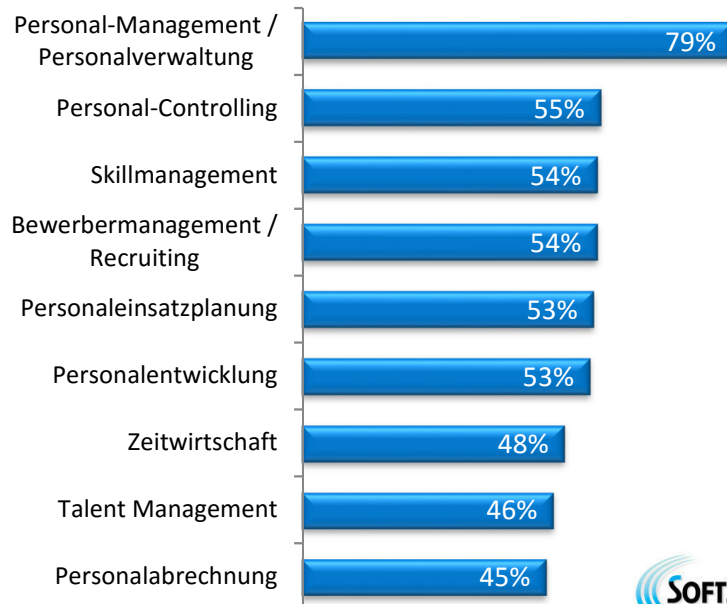 Personal-Management /
Personalverwaltung
79%
Personal-Controlling
55%
Skillmanagement
54%
Bewerbermanagement /
Recruiting
54%
Personaleinsatzplanung
53%
Personalentwicklung
53%
Zeitwirtschaft
48%
Talent Management
46%
Personalabrechnung
45%